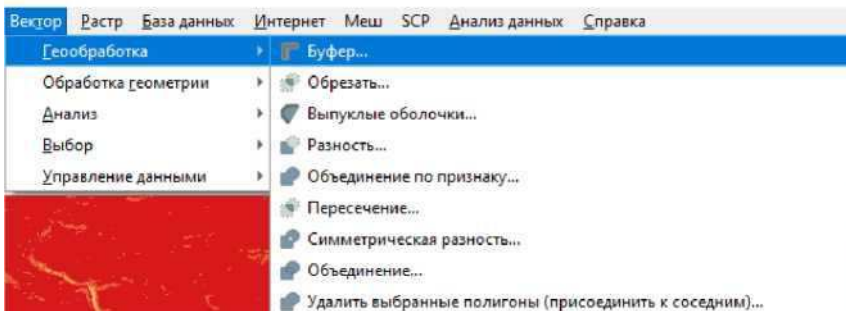 Вектор Растр База данных Интернет Меш SCP Анализ данных Справка
Геообработка
Обработка геометрии
Анализ
Выбор
Управление данными
Буфер...
Обрезать...
Выпуклые оболочки...
Разность...
Объединение по признаку...
Пересечение...
Симметрическая разность...
Объединение...
Удалить выбранные полигоны (присоединить к соседним)...